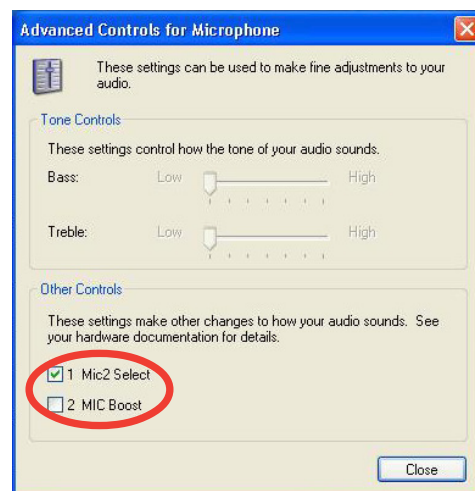 Advanced Controls for Microphone
These settings can be used to make fine adjustments to your
audio.
Tone Controls
These settings control how the tone of your audio sounds.
Bass: Low High
Treble: Low High
Other Controls
These settings make other changes to how your audio sounds. See
your hardware documentation for details.
1 Mic2 Select
2 MIC Boost
Close